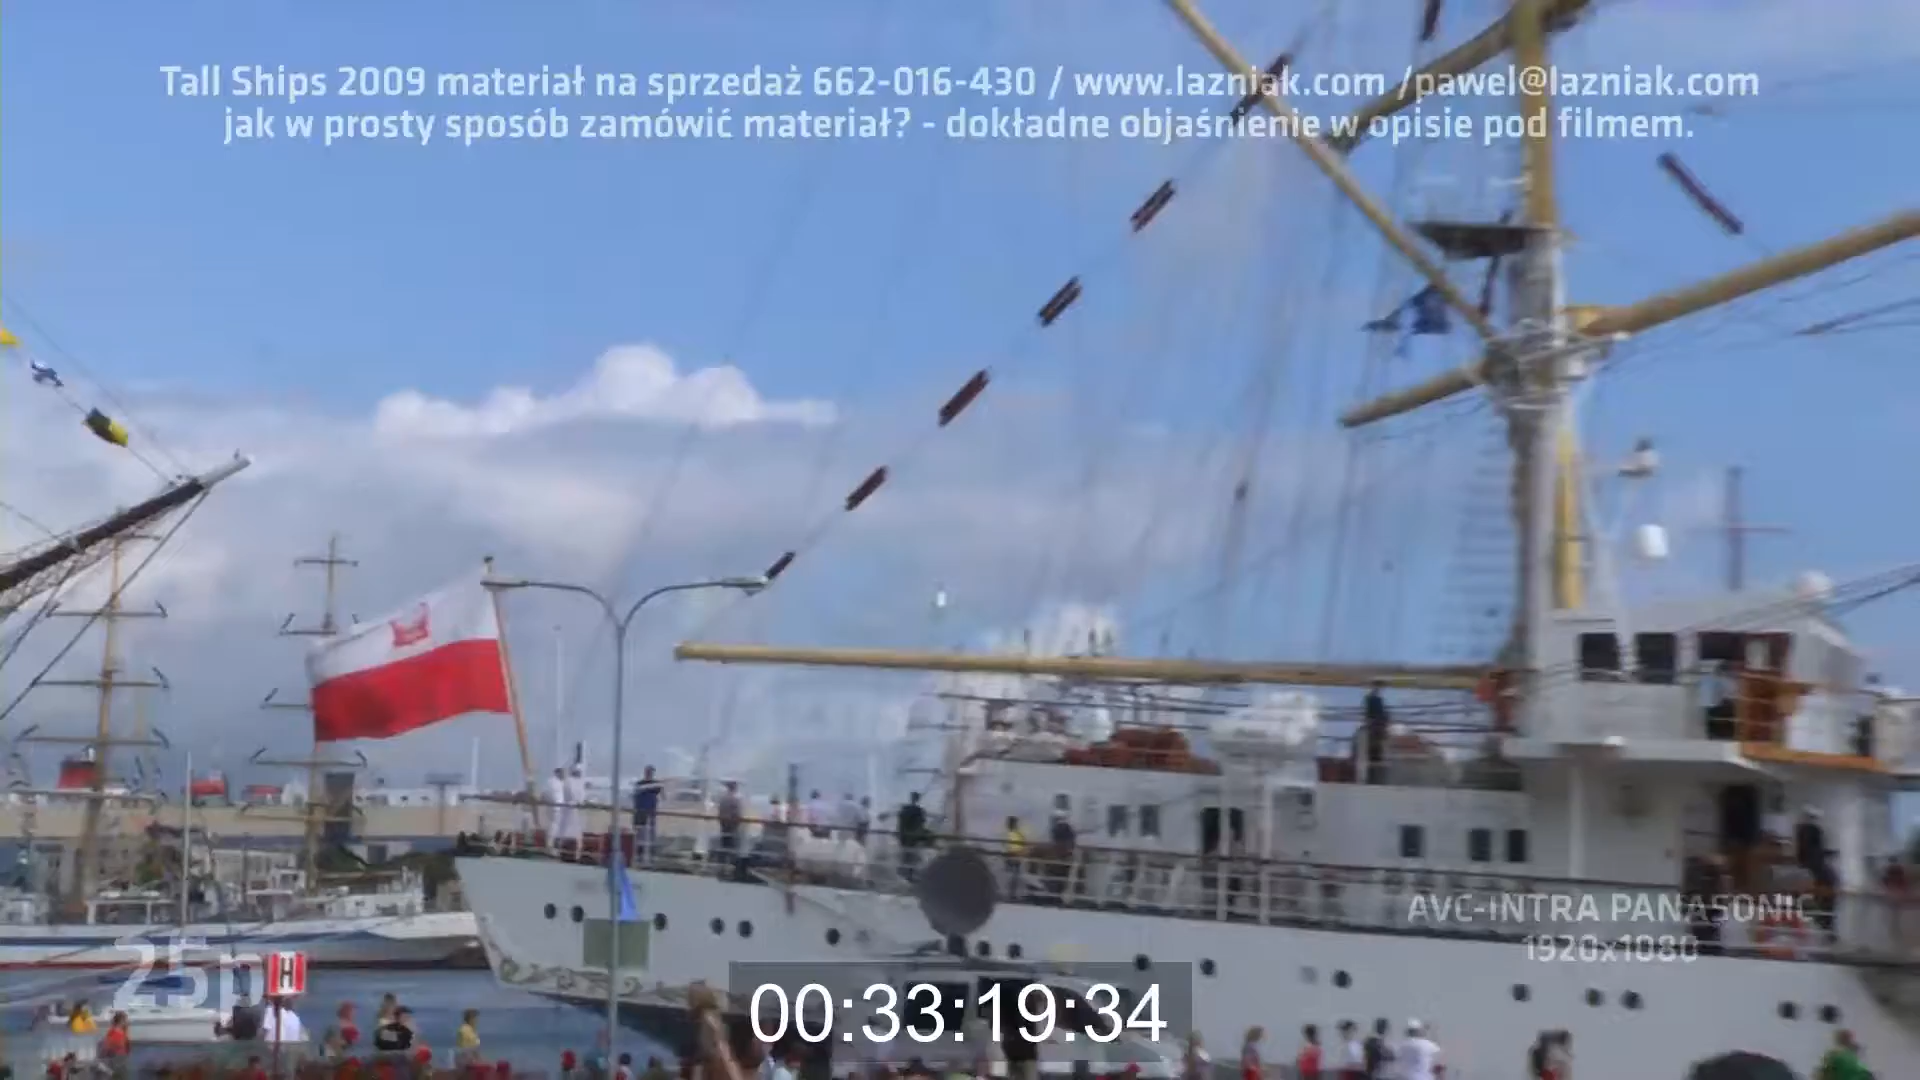 Tall Ships 2009 materiał na sprzedaż 662-016-430 / www.lazniak.com /pawel@lazniak.com
jak w prosty sposób zamówić materiał? - dokładne objaśnienie w opisie pod filmem.
AVC-INTRA PANASONIC
1920x1080
25p
H
00:33:19:34